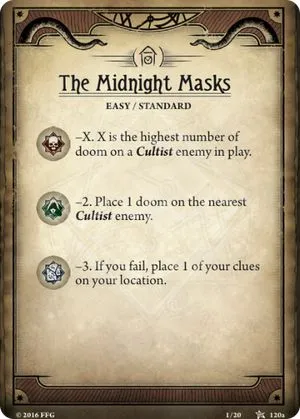 The Midnight Masks
EASY / STANDARD
–X. X is the highest number of
doom on a Cultist enemy in play.
–2. Place 1 doom on the nearest
Cultist enemy.
–3. If you fail, place 1 of your clues
on your location.
© 2016 FFG 1/20 120a